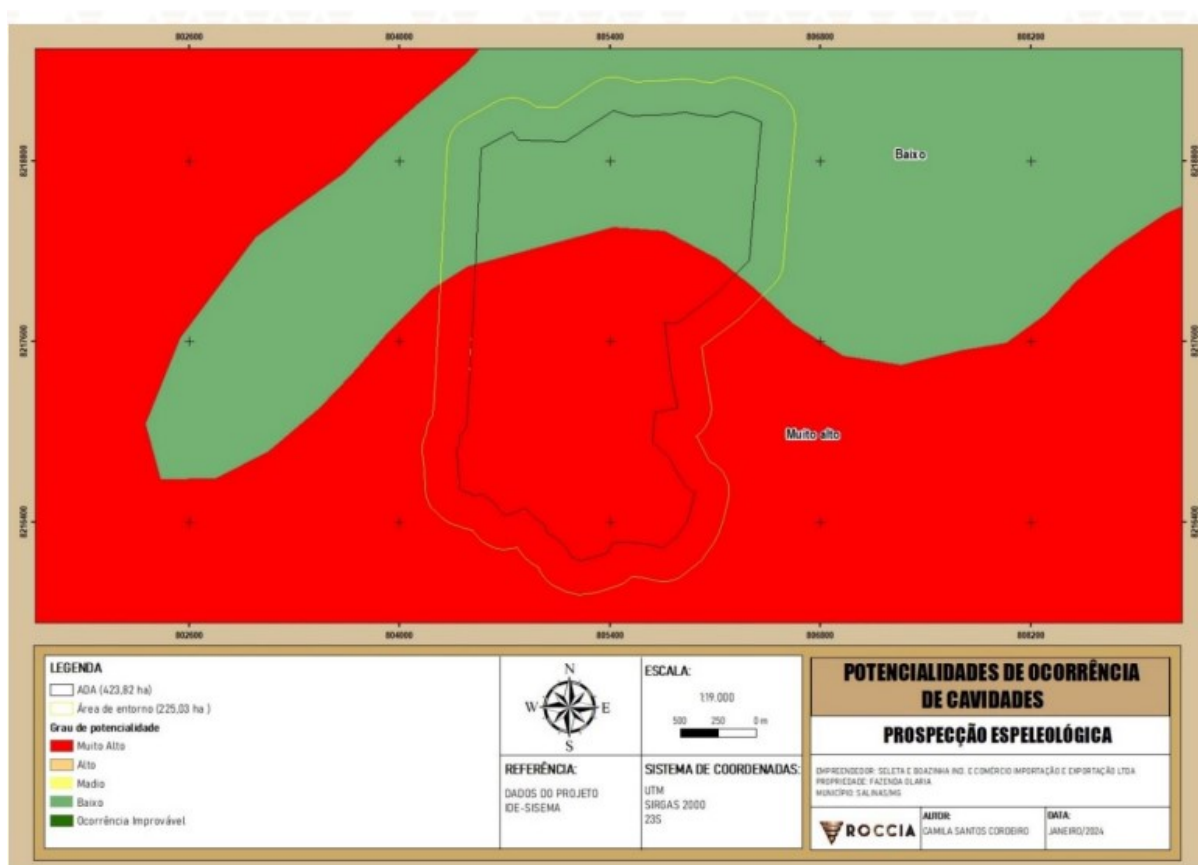 802600 804000 805400 806800 808200
8218800 8218800
Baixo
8217600 8217600
Muito alto
8216400 8216400
802600 804000 805400 806800 808200
LEGENDA
ADA (423,82 ha)
Área de entorno (225,03 ha )
Grau de potencialidade
Muito Alto
Alto
Madio
Baixo
Ocorrência Improvável
N
W E
S
REFERÊNCIA:
DADOS DO PROJETO
IDE-SISEMA
ESCALA:
1:19.000
500 250 0 m
SISTEMA DE COORDENADAS:
UTM
SIRGAS 2000
23S
POTENCIALIDADES DE OCORRÊNCIA
DE CAVIDADES
PROSPECÇÃO ESPELEOLÓGICA
EMPREENDEDOR: SELETA E BOAZINHA IND. E COMÉRCIO IMPORTAÇÃO E EXPORTAÇÃO LTDA
PROPRIEDADE: FAZENDA OLARIA
MUNICÍPIO: SALINAS/MG
ROCCIA
AUTOR:
CAMILA SANTOS CORDEIRO
DATA:
JANEIRO/2024